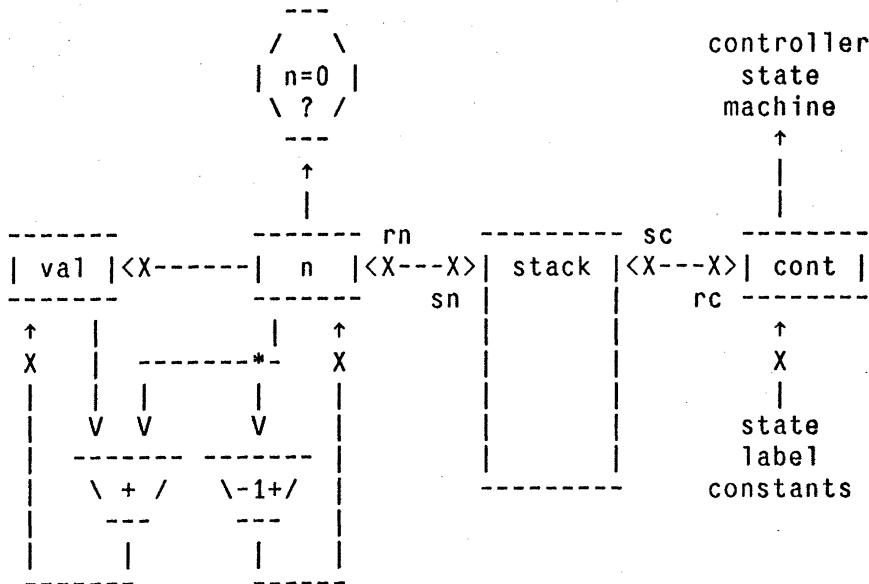 controller
state
machine
n=0
?
val
n
rn
sn
stack
sc
rc
cont
X
X
X
X
X
X
X
X
*
V V V
+
-1+
state
label
constants